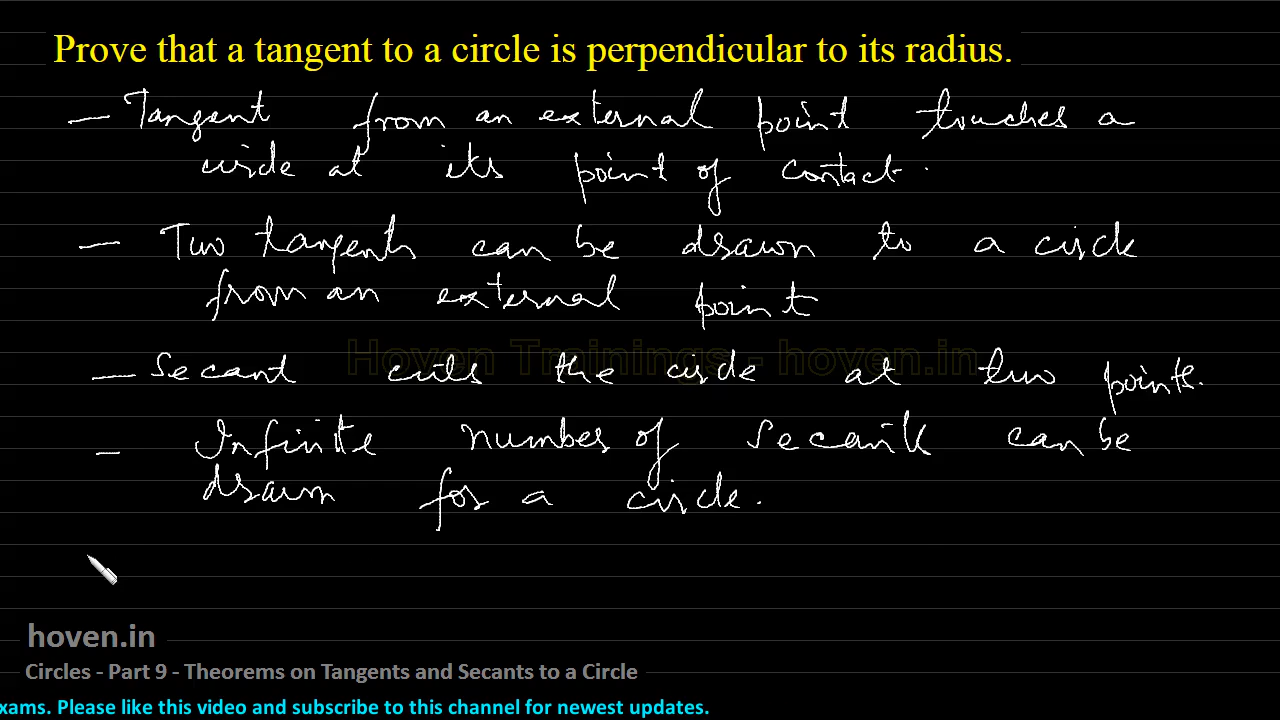 Prove that a tangent to a circle is perpendicular to its radius.
— Tangent from an external point touches a
circle at its point of contact.
— Two tangents can be drawn to a circle
from an external point
Hoven Trainings - hoven.in
— Secant cuts the circle at two points.
— Infinite number of secants can be
drawn for a circle.
hoven.in
Circles - Part 9 - Theorems on Tangents and Secants to a Circle
xams. Please like this video and subscribe to this channel for newest updates.